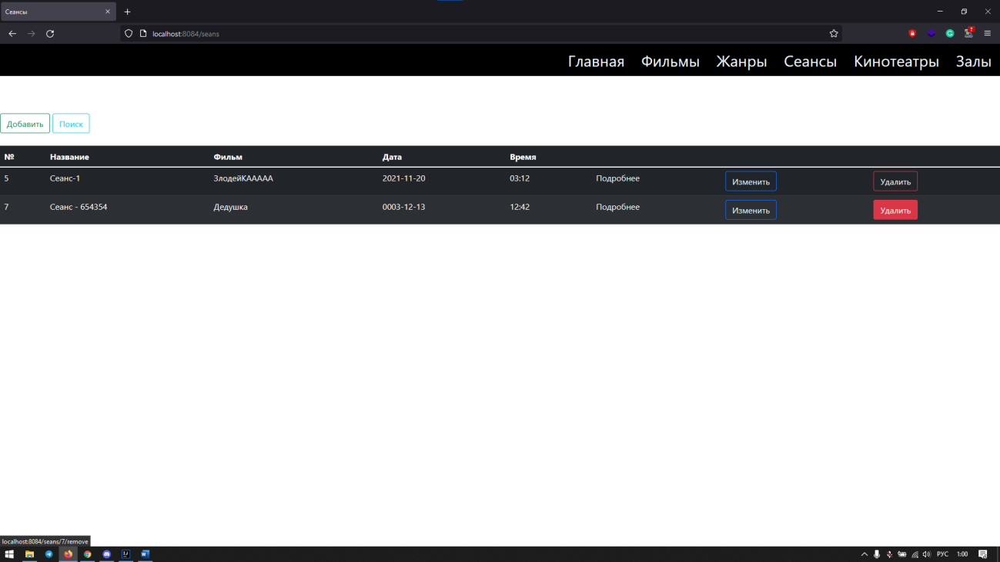 Сеансы
localhost:8084/seans
Главная Фильмы Жанры Сеансы Кинотеатры Залы
Добавить Поиск
№ Название Фильм Дата Время
5 Сеанс-1 ЗлодейКААААА 2021-11-20 03:12 Подробнее Изменить Удалить
7 Сеанс - 654354 Дедушка 0003-12-13 12:42 Подробнее Изменить Удалить
localhost:8084/seans/7/remove
РУС 1:00